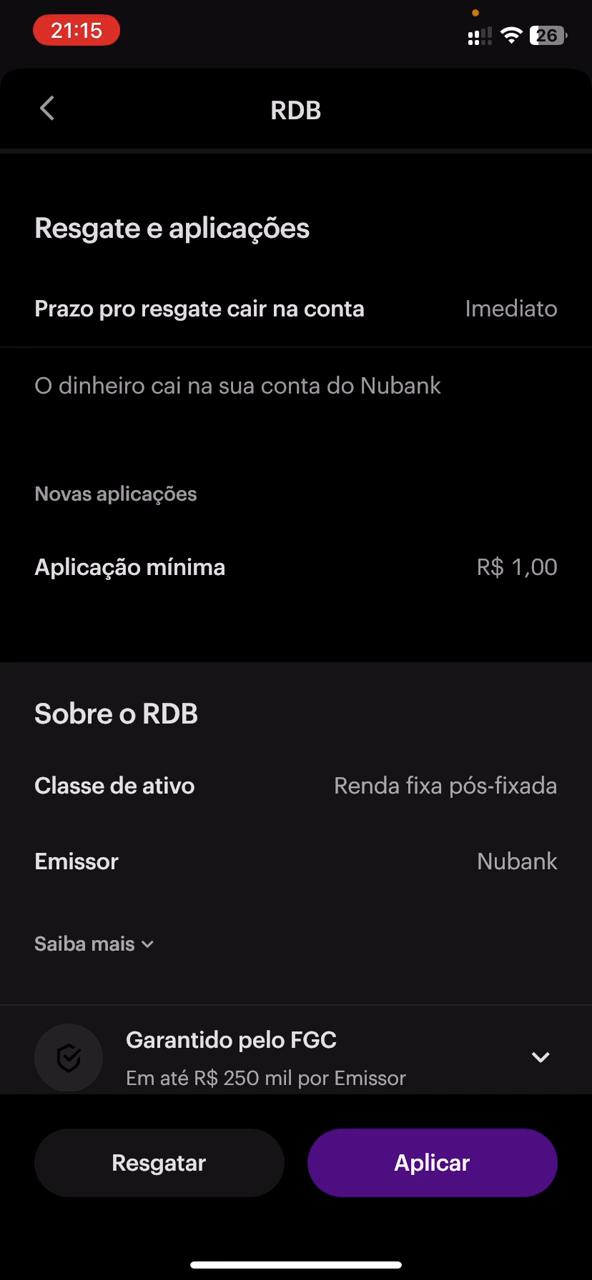 21:15
26
RDB
Resgate e aplicações
Prazo pro resgate cair na conta Imediato
O dinheiro cai na sua conta do Nubank
Novas aplicações
Aplicação mínima R$ 1,00
Sobre o RDB
Classe de ativo Renda fixa pós-fixada
Emissor Nubank
Saiba mais
Garantido pelo FGC
Em até R$ 250 mil por Emissor
Resgatar Aplicar